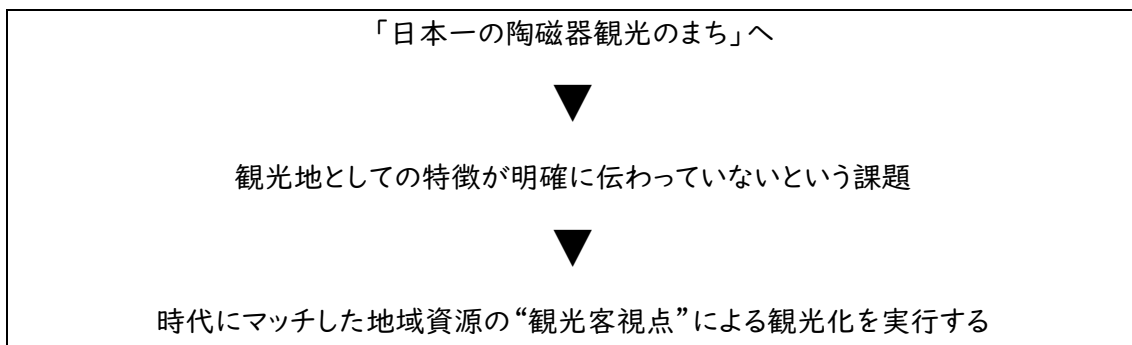 「日本一の陶磁器観光のまち」へ
▼
観光地としての特徴が明確に伝わっていないという課題
▼
時代にマッチした地域資源の“観光客視点”による観光化を実行する